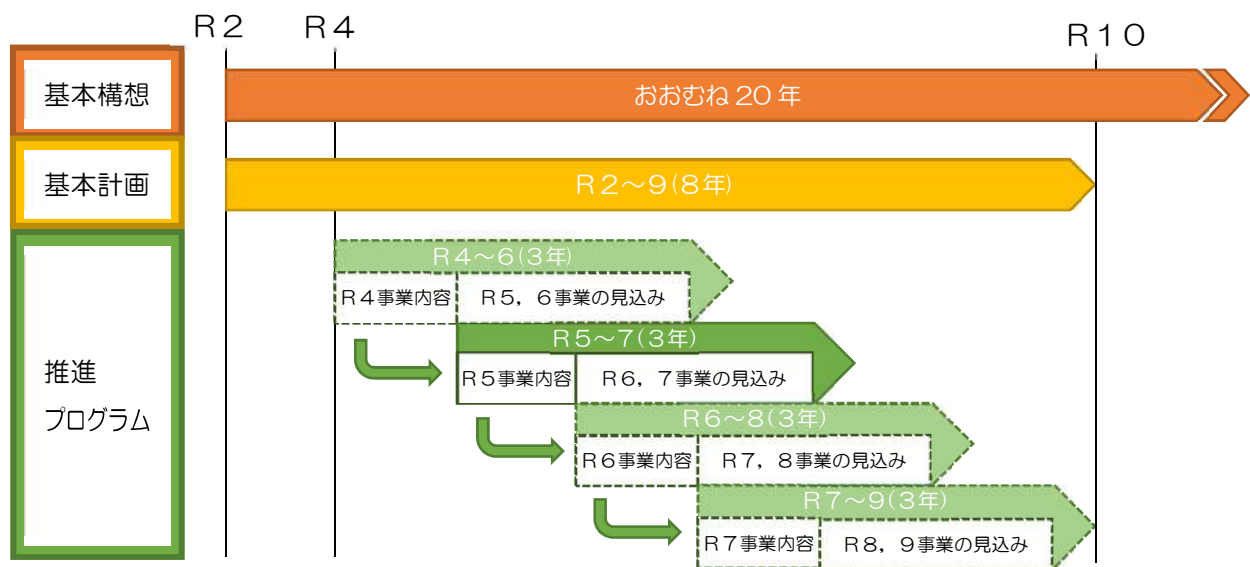 R2
R4
R10
基本構想
おおむね20年
基本計画
R2～9(8年)
推進
プログラム
R4～6(3年)
R4事業内容
R5，6事業の見込み
R5～7(3年)
R5事業内容
R6，7事業の見込み
R6～8(3年)
R6事業内容
R7，8事業の見込み
R7～9(3年)
R7事業内容
R8，9事業の見込み